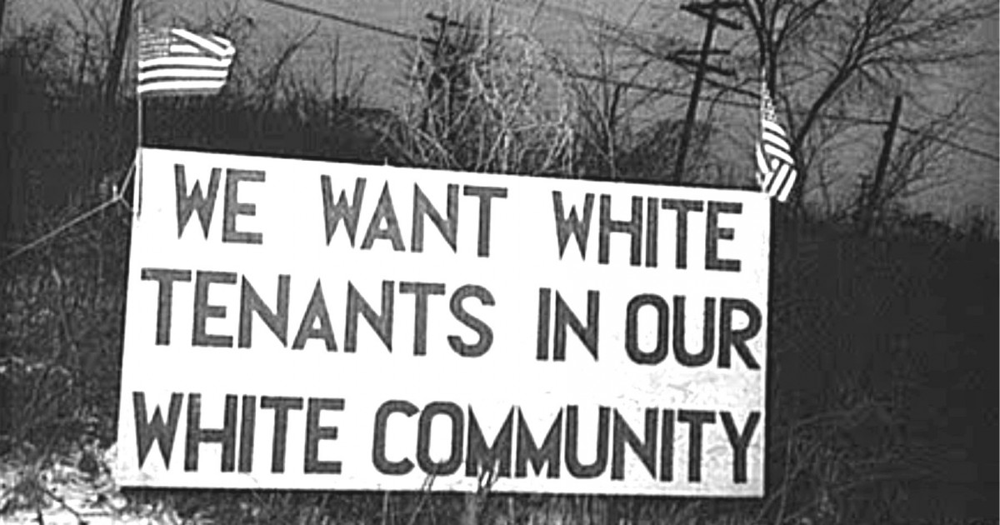 WE WANT WHITE
TENANTS IN OUR
WHITE COMMUNITY